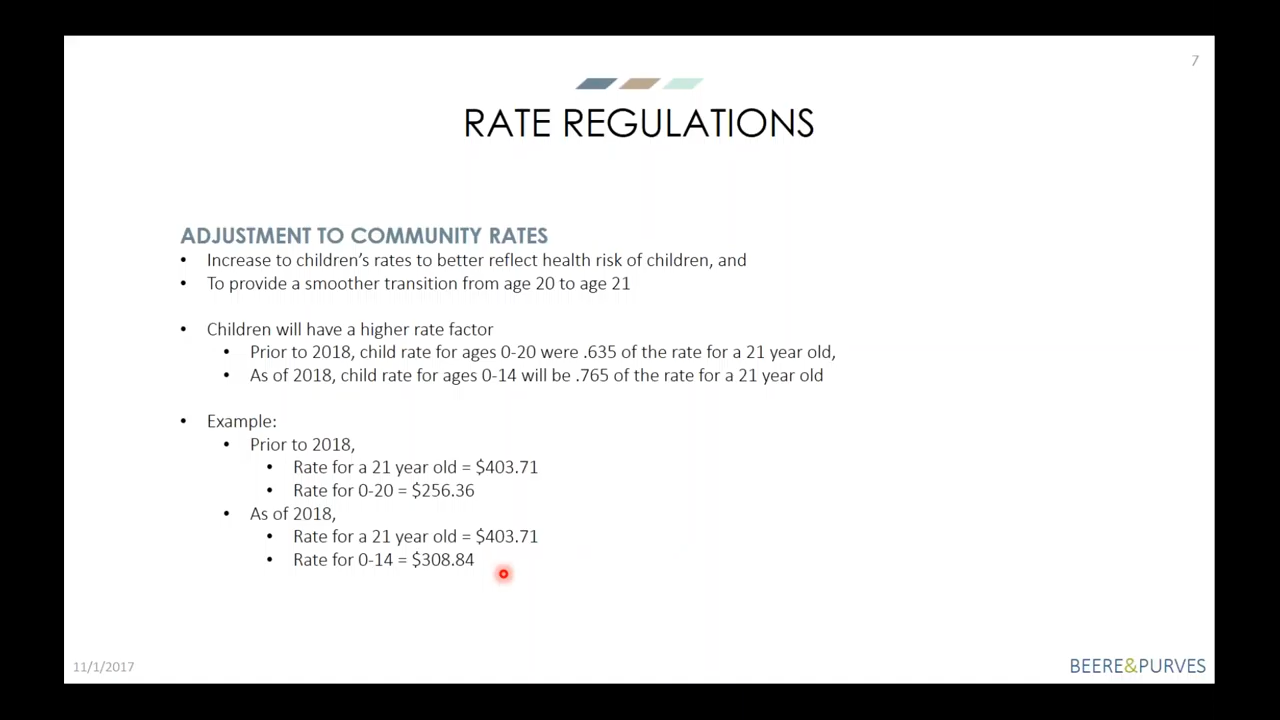 7
RATE REGULATIONS
ADJUSTMENT TO COMMUNITY RATES
• Increase to children's rates to better reflect health risk of children, and
• To provide a smoother transition from age 20 to age 21
• Children will have a higher rate factor
• Prior to 2018, child rate for ages 0-20 were .635 of the rate for a 21 year old,
• As of 2018, child rate for ages 0-14 will be .765 of the rate for a 21 year old
• Example:
• Prior to 2018,
• Rate for a 21 year old = $403.71
• Rate for 0-20 = $256.36
• As of 2018,
• Rate for a 21 year old = $403.71
• Rate for 0-14 = $308.84
11/1/2017
BEERE&PURVES